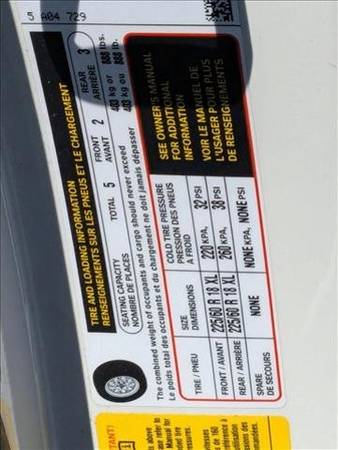 5 A04 729
TIRE AND LOADING INFORMATION
RENSEIGNEMENTS SUR LES PNEUS ET LE CHARGEMENT
SEATING CAPACITY
NOMBRE DE PLACES
TOTAL 5
FRONT
AVANT 2
REAR
ARRIÈRE 3
The combined weight of occupants and cargo should never exceed 403 kg or 888 lbs.
Le poids total des occupants et du chargement ne doit jamais dépasser 403 kg ou 888 lb.
TIRE / PNEU
SIZE
DIMENSIONS
COLD TIRE PRESSURE
PRESSION DES PNEUS
A FROID
FRONT / AVANT 225/60 R 18 XL 220 KPA, 32 PSI
REAR / ARRIÈRE 225/60 R 18 XL 260 KPA, 38 PSI
SPARE
DE SECOURS
NONE NONE KPA, NONE PSI
SEE OWNER'S MANUAL
FOR ADDITIONAL
INFORMATION
VOIR LE MANUEL DE
L'USAGER POUR PLUS
DE RENSEIGNEMENTS